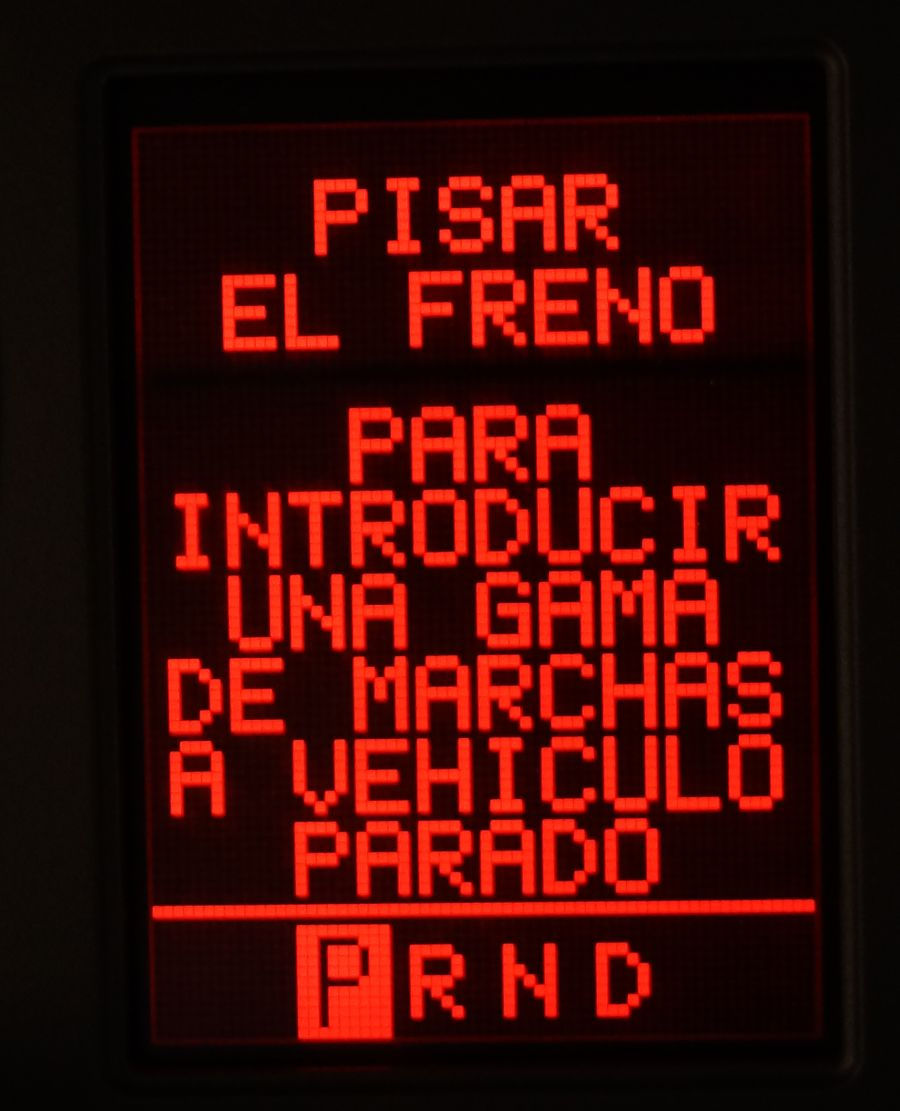 PISAR
EL FRENO
PARA
INTRODUCIR
UNA GAMA
DE MARCHAS
A VEHICULO
PARADO
P R N D